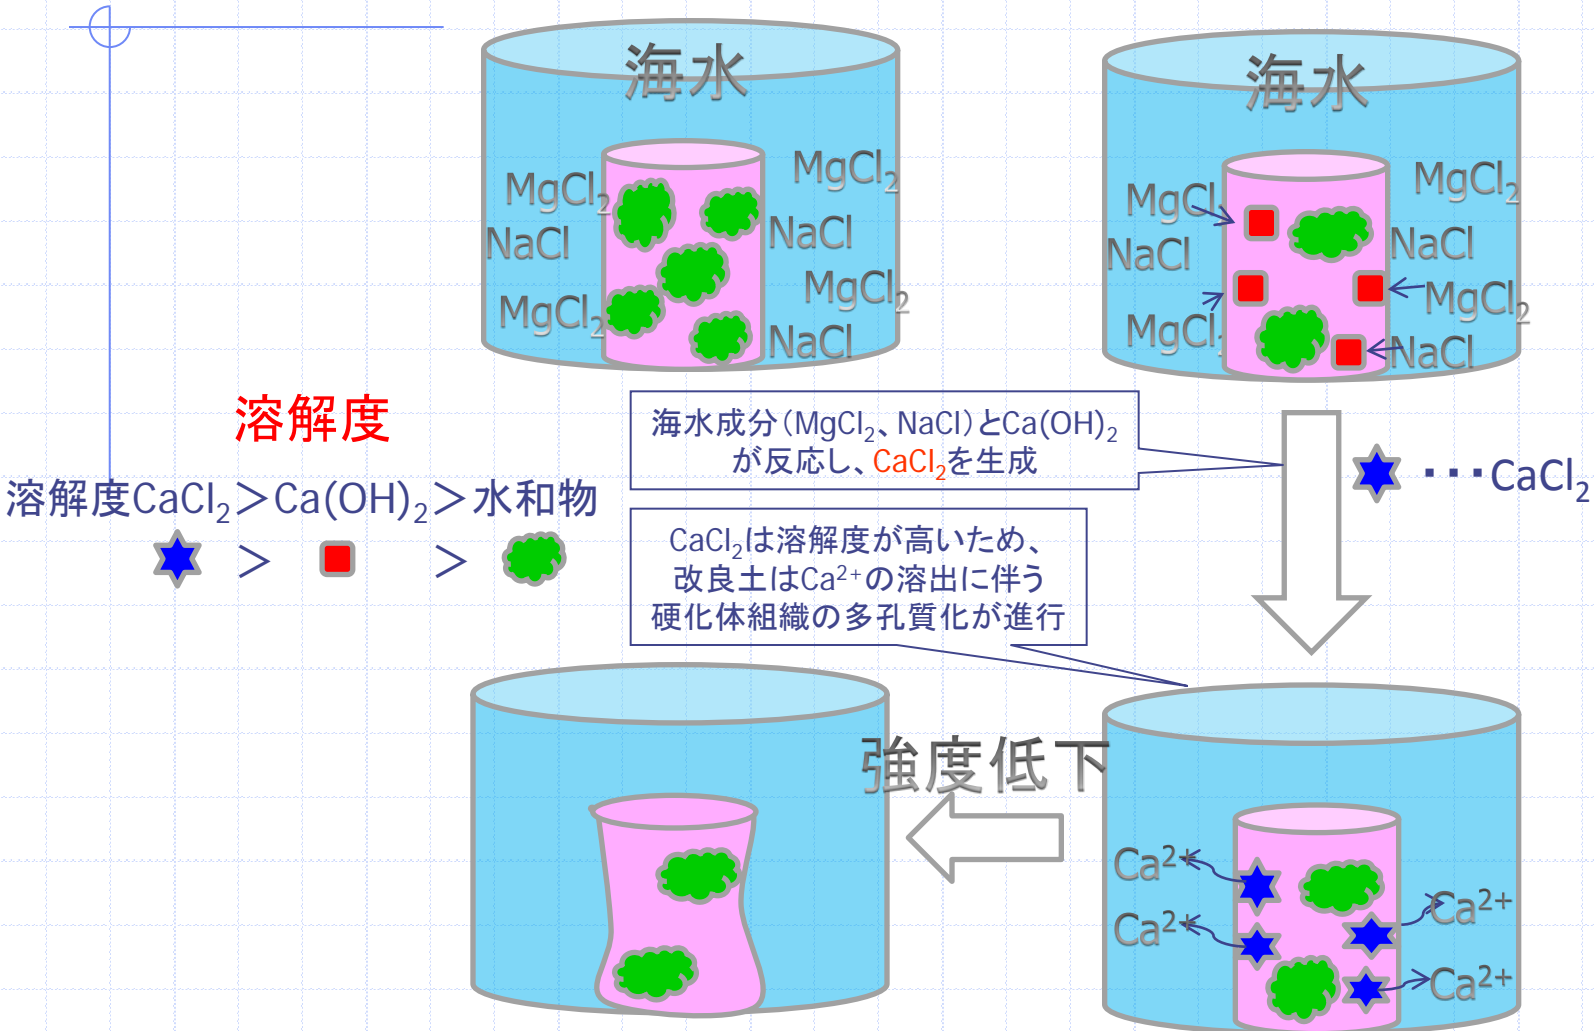 海水
MgCl₂
MgCl₂
NaCl
NaCl
MgCl₂
MgCl₂
NaCl
海水
MgCl
MgCl₂
NaCl
NaCl
MgCl₂
MgCl
NaCl
溶解度
溶解度CaCl₂＞Ca(OH)₂＞水和物
＞ ＞
海水成分（MgCl₂、NaCl）とCa(OH)₂
が反応し、CaCl₂を生成
･･･CaCl₂
CaCl₂は溶解度が高いため、
改良土はCa²⁺の溶出に伴う
硬化体組織の多孔質化が進行
強度低下
Ca²⁺
Ca²⁺
Ca²⁺
Ca²⁺